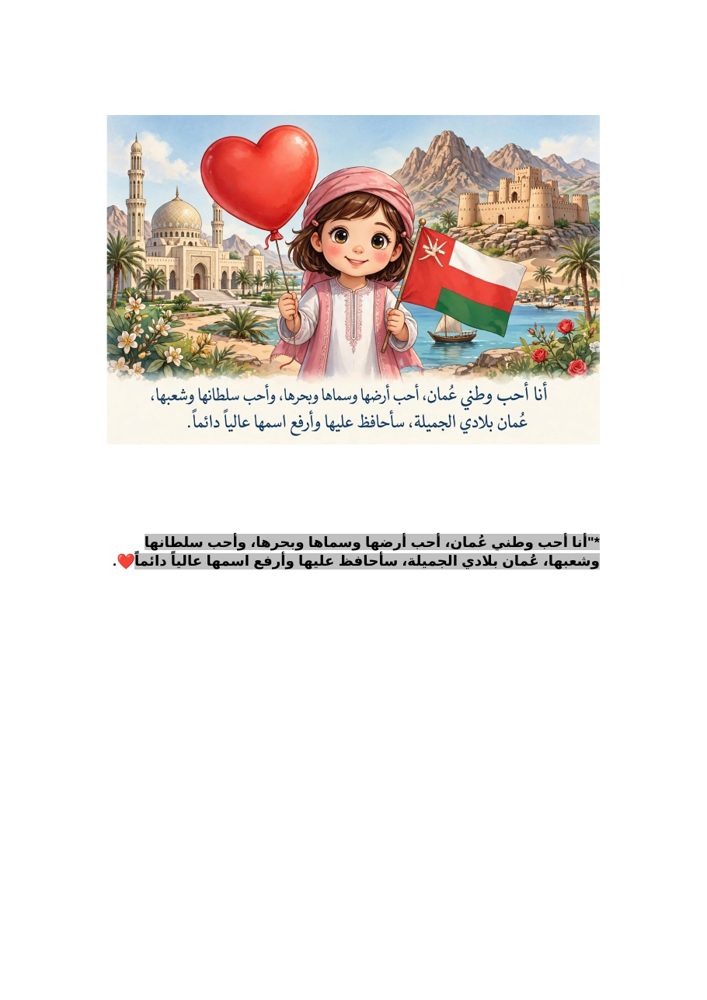 أنا أحب وطني عُمان، أحب أرضها وسماها وبحرها، وأحب سلطانها وشعبها،
عُمان بلادي الجميلة، سأحافظ عليها وأرفع اسمها عالياً دائماً.
*"أنا أحب وطني عُمان، أحب أرضها وسماها وبحرها، وأحب سلطانها
وشعبها، عُمان بلادي الجميلة، سأحافظ عليها وأرفع اسمها عالياً دائماً❤️.